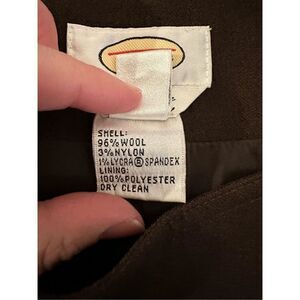 SHELL:
96% WOOL
3% NYLON
1% LYCRA ® SPANDEX
LINING:
100% POLYESTER
DRY CLEAN